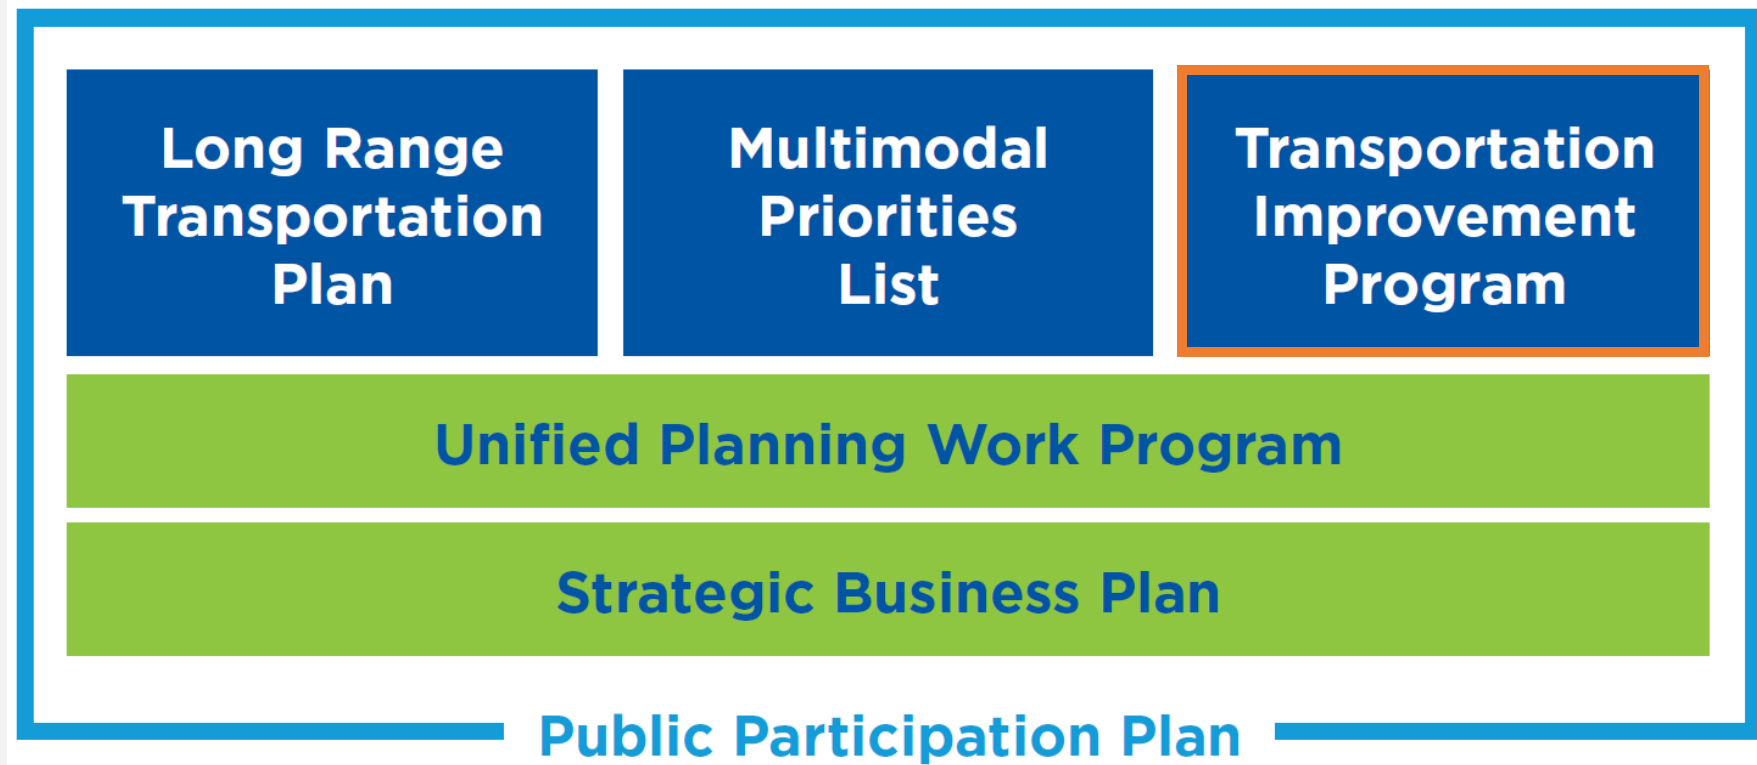 Long Range
Transportation
Plan
Multimodal
Priorities
List
Transportation
Improvement
Program
Unified Planning Work Program
Strategic Business Plan
Public Participation Plan